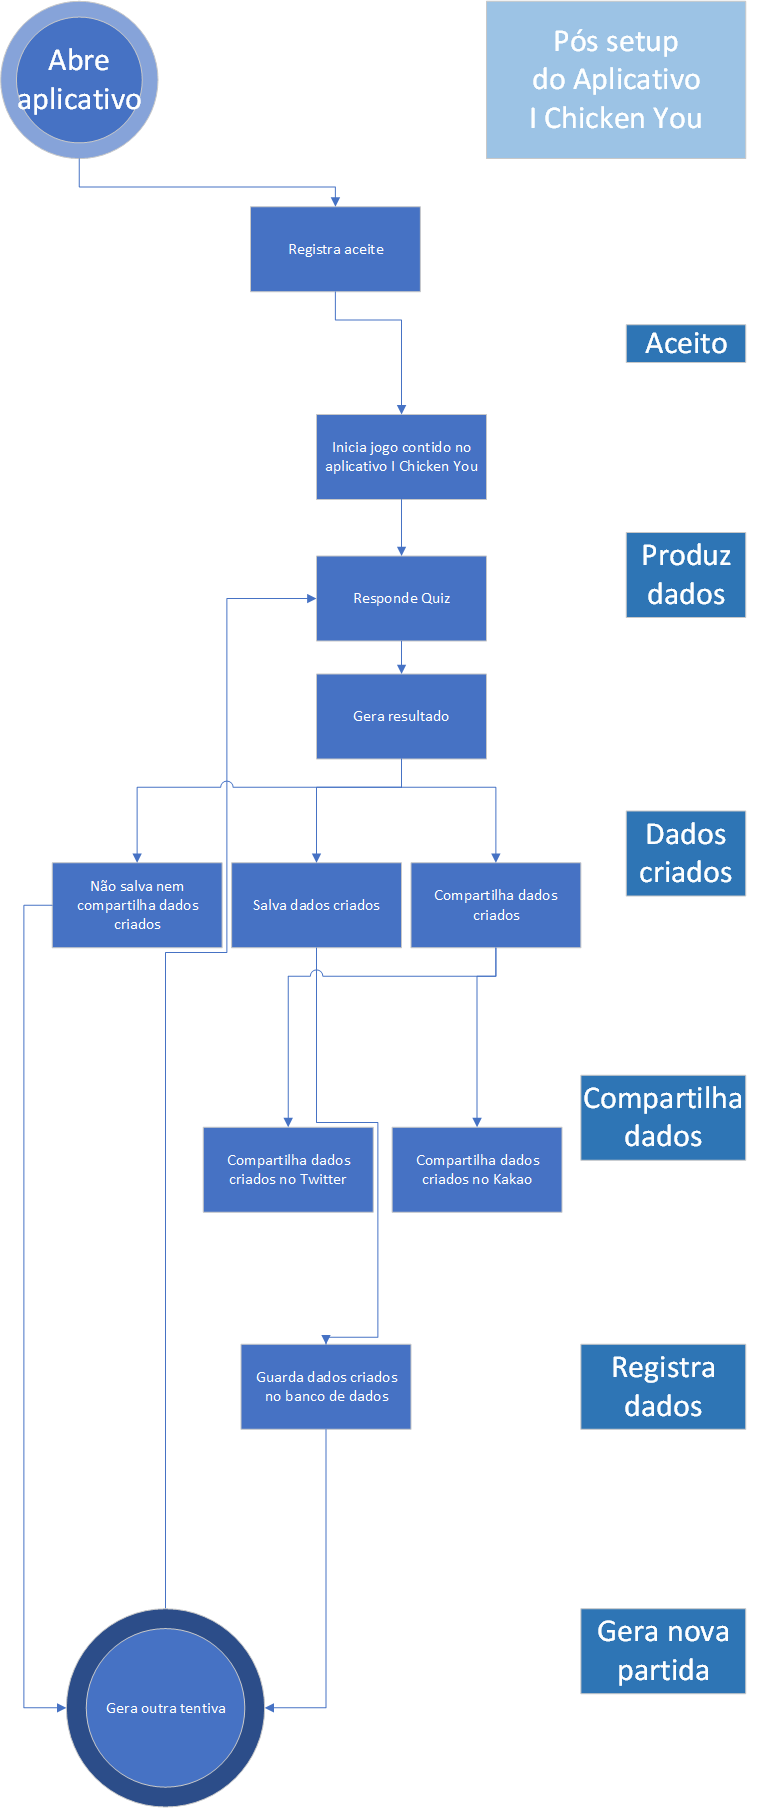 Abre
aplicativo
Pós setup
do Aplicativo
I Chicken You
Registra aceite
Aceito
Inicia jogo contido no
aplicativo I Chicken You
Produz
dados
Responde Quiz
Gera resultado
Dados
criados
Não salva nem
compartilha dados
criados
Salva dados criados
Compartilha dados
criados
Compartilha
dados
Compartilha dados
criados no Twitter
Compartilha dados
criados no Kakao
Guarda dados criados
no banco de dados
Registra
dados
Gera nova
partida
Gera outra tentiva